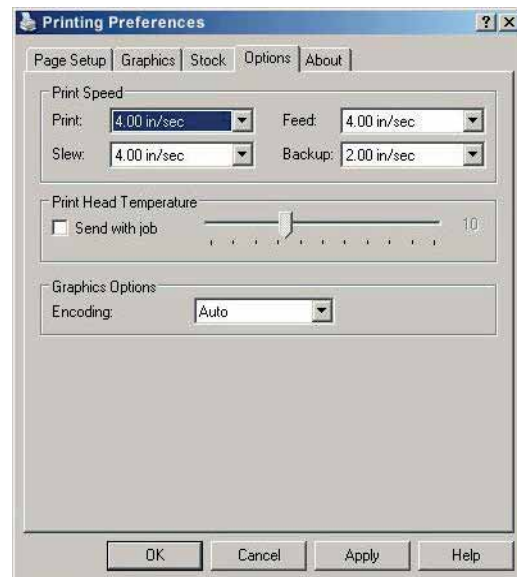 Printing Preferences
Page Setup Graphics Stock Options About
Print Speed
Print: 4.00 in/sec Feed: 4.00 in/sec
Slew: 4.00 in/sec Backup: 2.00 in/sec
Print Head Temperature
Send with job 10
Graphics Options
Encoding: Auto
OK Cancel Apply Help